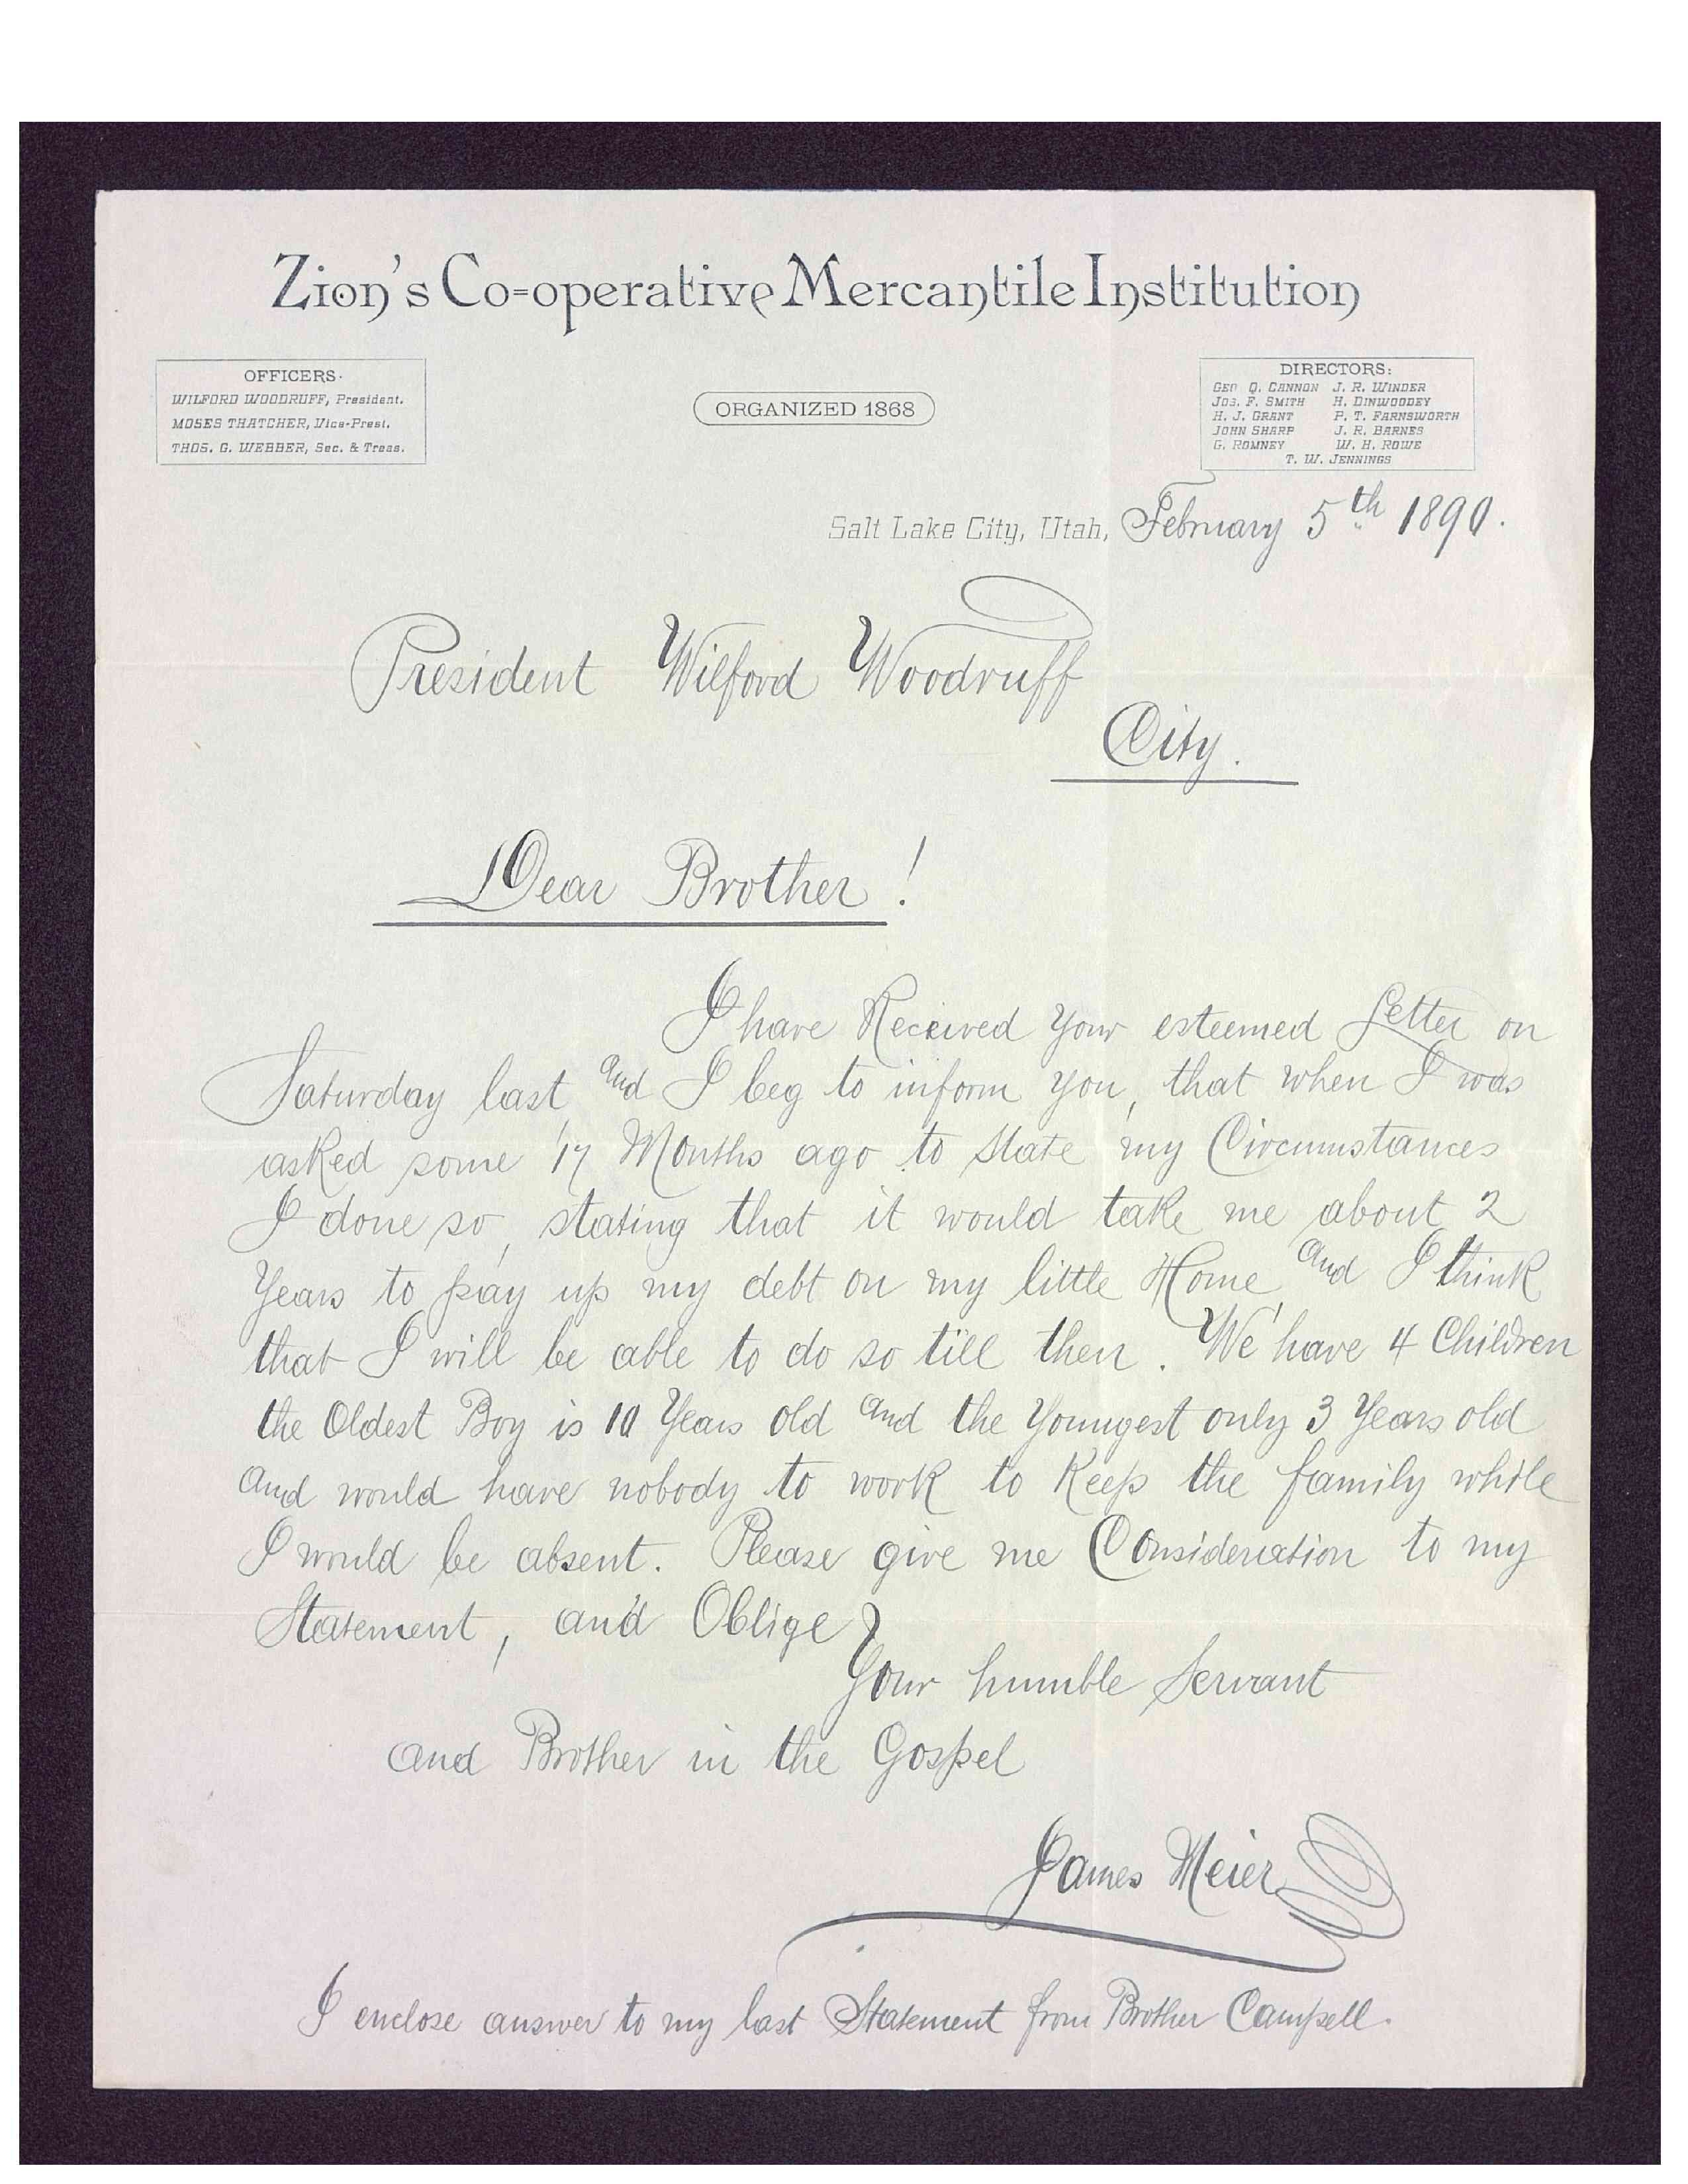 Zion's Co=operative Mercantile Institution
OFFICERS.
WILFORD WOODRUFF, President.
MOSES THATCHER, Vice-Prest.
THOS. G. WEBBER, Sec. & Treas.
ORGANIZED 1868
DIRECTORS:
GEO. Q. CANNON J. R. WINDER
JOS. F. SMITH H. DINWOODEY
H. J. GRANT P. T. FARNSWORTH
JOHN SHARP J. R. BARNES
G. ROMNEY W. H. ROWE
T. W. JENNINGS
Salt Lake City, Utah, February 5th 1890.
President Wilford Woodruff
City.
Dear Brother!
I have Received Your esteemed Letter on
Saturday last and I beg to inform you, that when I was
asked some 17 Months ago to State my Circumstances
I done so, stating that it would take me about 2
Years to pay up my debt on my little Home and I think
that I will be able to do so till then. We have 4 Children
the Oldest Boy is 10 Years old and the Youngest only 3 Years old
and would have nobody to work to Keep the family while
I would be absent. Please give me Consideration to my
Statement, and Oblige
Your humble Servant
and Brother in the Gospel
James Meier
I enclose answer to my last Statement from Brother Campell.